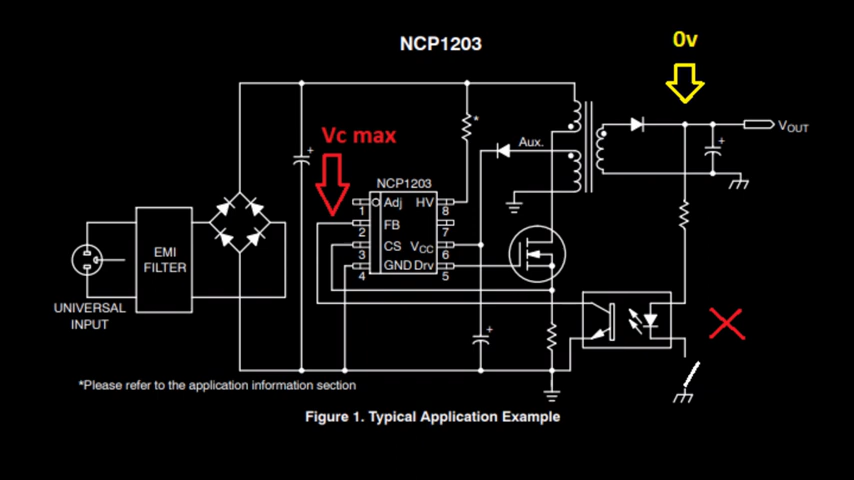 NCP1203
0v
*
+
Vc max
Aux.
VOUT
+
NCP1203
Adj HV
1 8
FB
2 7
CS VCC
3 6
GND Drv
4 5
EMI
FILTER
UNIVERSAL
INPUT
+
*Please refer to the application information section
Figure 1. Typical Application Example